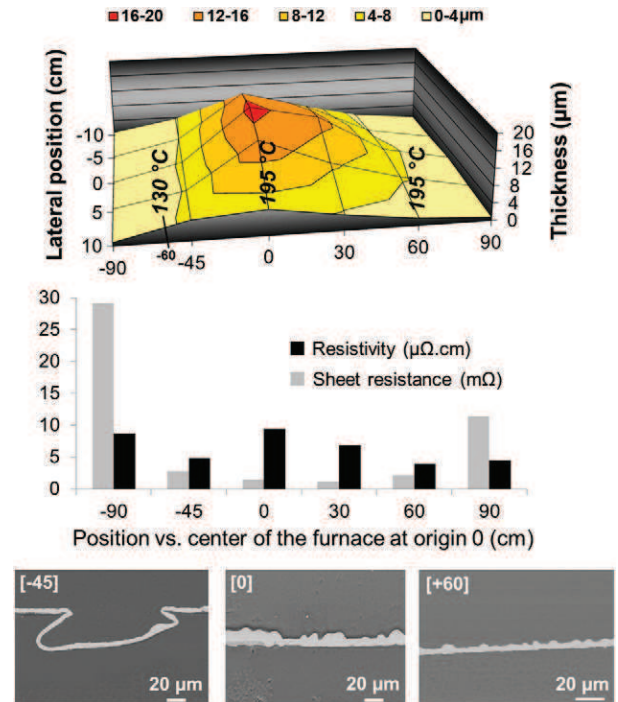 16-20 12-16 8-12 4-8 0-4µm
Lateral position (cm)
-10
-5
0
5
10
130 °C
195 °C
195 °C
20
16
12
8
4
0
Thickness (µm)
-90 -60 -45 0 30 60 90
30
25
20
15
10
5
0
Resistivity (µΩ.cm)
Sheet resistance (mΩ)
-90 -45 0 30 60 90
Position vs. center of the furnace at origin 0 (cm)
[-45] [0] [+60]
20 µm 20 µm 20 µm